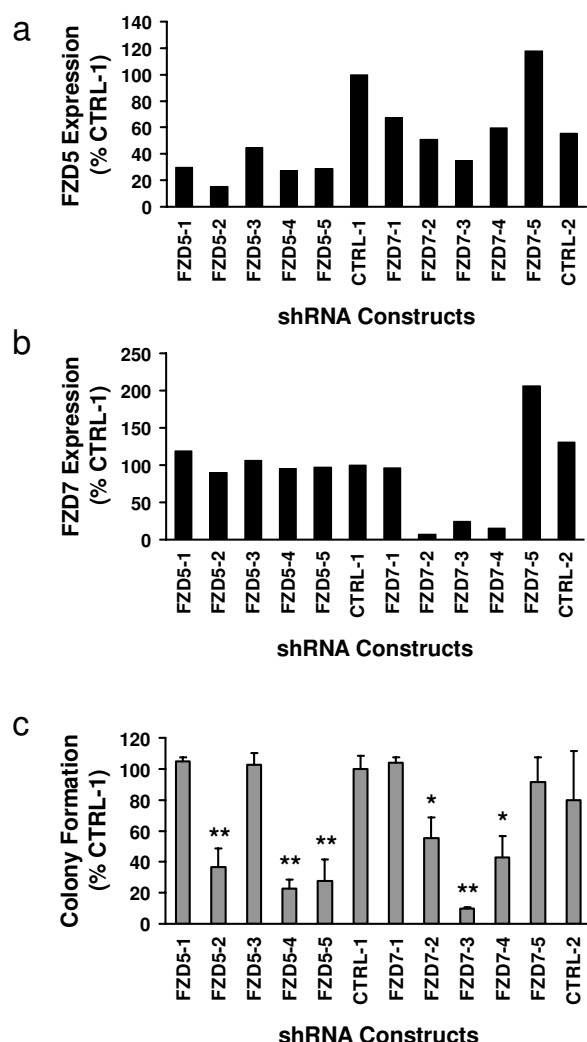 a
FZD5 Expression
(% CTRL-1)
140
120
100
80
60
40
20
0
FZD5-1
FZD5-2
FZD5-3
FZD5-4
FZD5-5
CTRL-1
FZD7-1
FZD7-2
FZD7-3
FZD7-4
FZD7-5
CTRL-2
shRNA Constructs
b
FZD7 Expression
(% CTRL-1)
250
200
150
100
50
0
FZD5-1
FZD5-2
FZD5-3
FZD5-4
FZD5-5
CTRL-1
FZD7-1
FZD7-2
FZD7-3
FZD7-4
FZD7-5
CTRL-2
shRNA Constructs
c
Colony Formation
(% CTRL-1)
120
100
80
60
40
20
0
**
**
**
*
**
*
FZD5-1
FZD5-2
FZD5-3
FZD5-4
FZD5-5
CTRL-1
FZD7-1
FZD7-2
FZD7-3
FZD7-4
FZD7-5
CTRL-2
shRNA Constructs